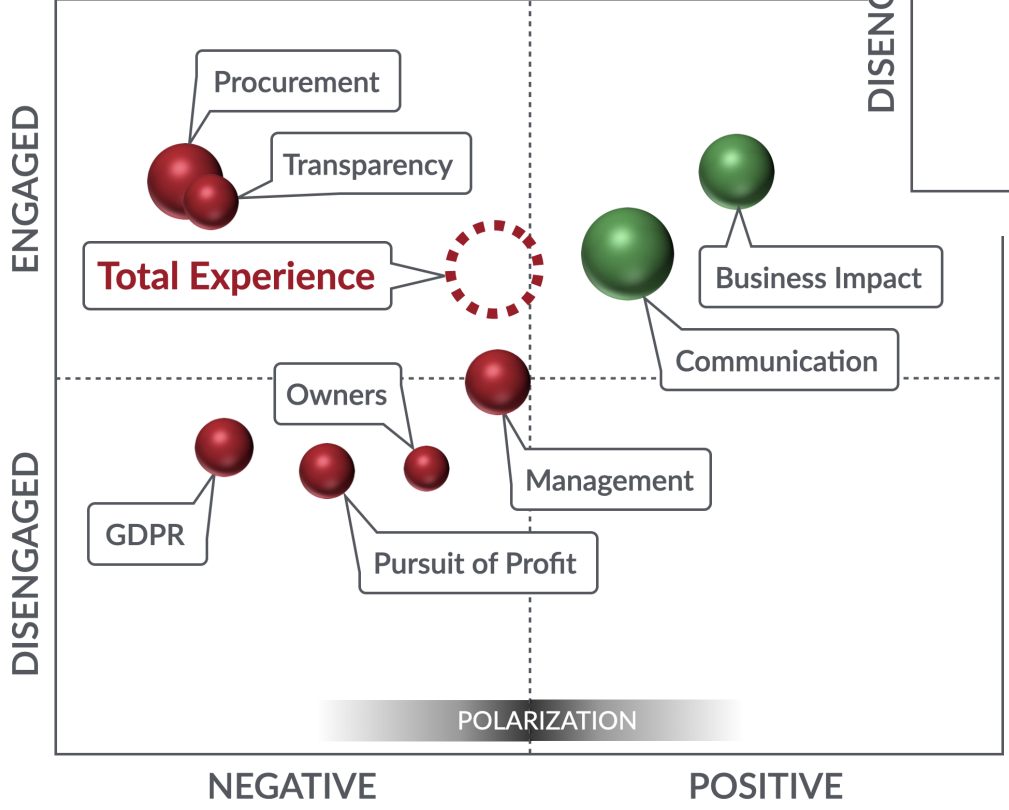 DISENG
Procurement
ENGAGED
Transparency
Total Experience
Business Impact
Communication
Owners
Management
DISENGAGED
GDPR
Pursuit of Profit
POLARIZATION
NEGATIVE
POSITIVE